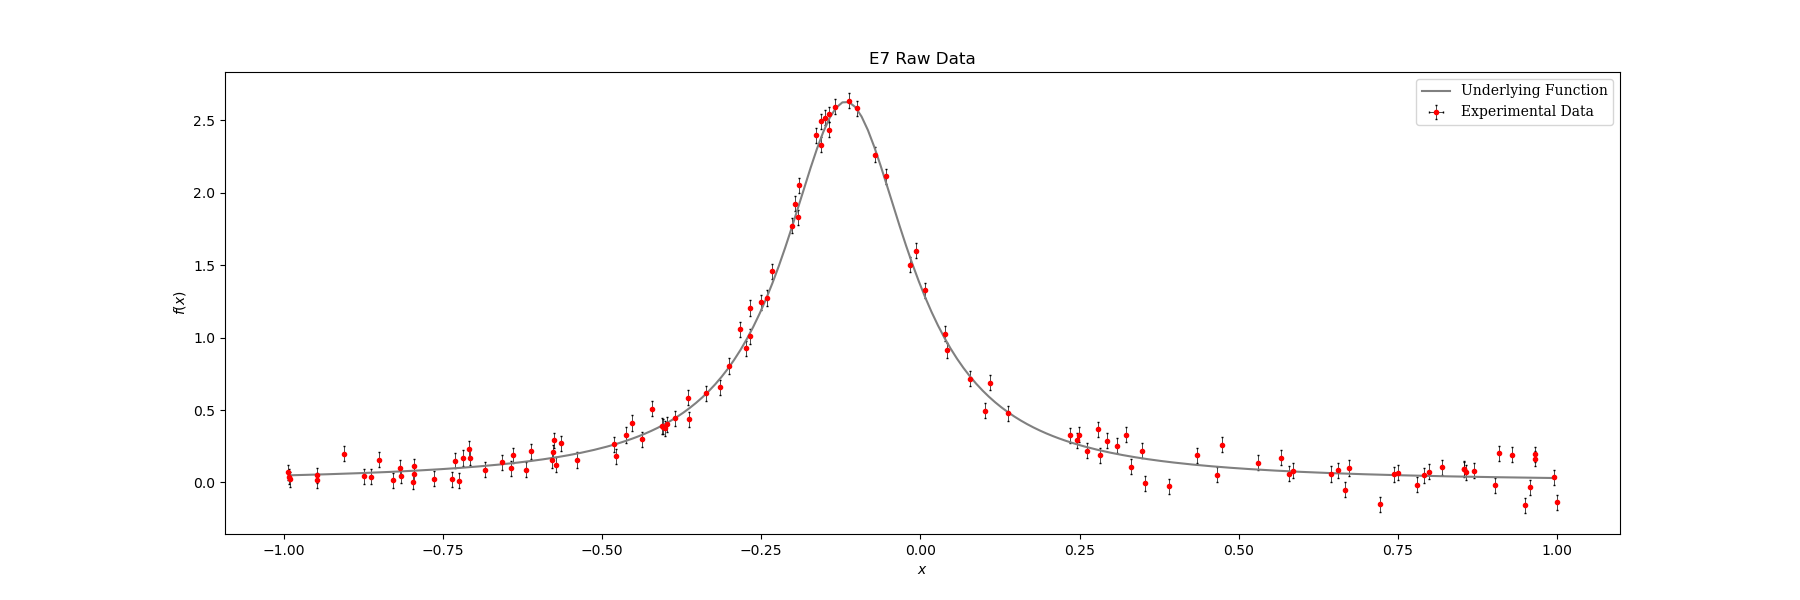 E7 Raw Data
Underlying Function
Experimental Data
2.5
2.0
1.5
1.0
0.5
0.0
f(x)
−1.00 −0.75 −0.50 −0.25 0.00 0.25 0.50 0.75 1.00
x